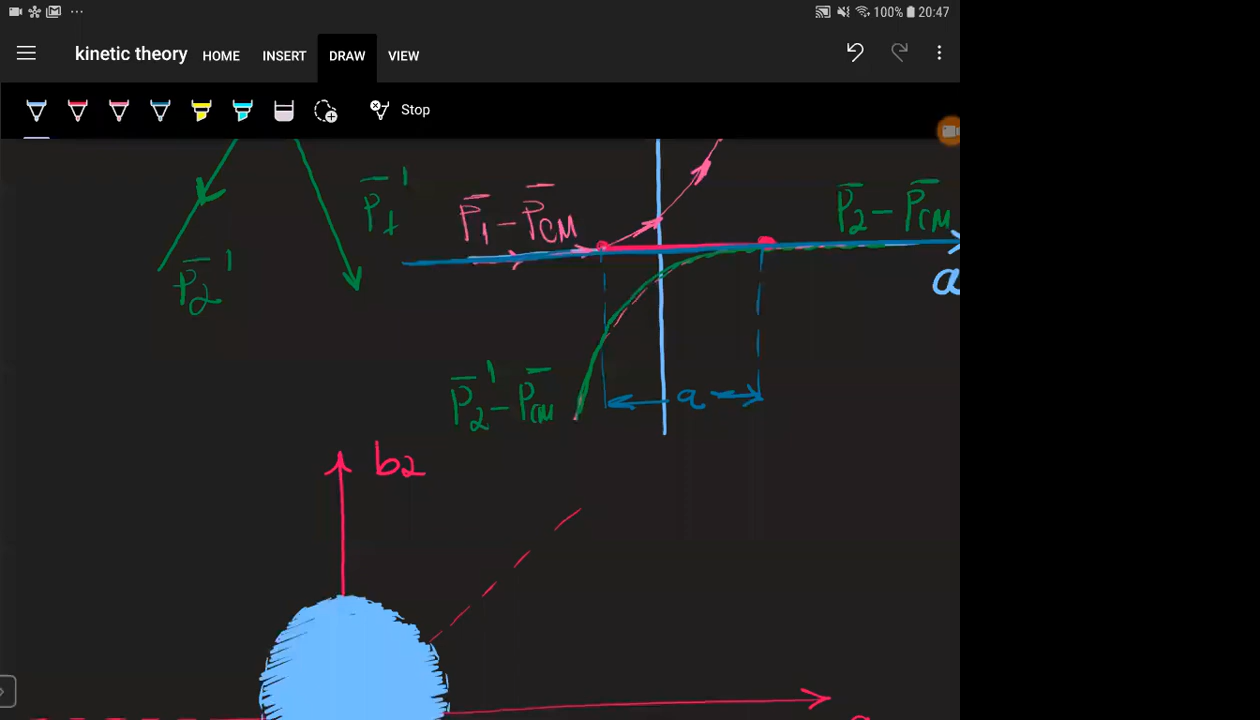 100% 20:47
kinetic theory HOME INSERT DRAW VIEW
Stop
P̄₁'
P̄₁ - P̄CM
P̄₂ - P̄CM
P̄₂'
a
P̄₂' - P̄CM
a
b₂